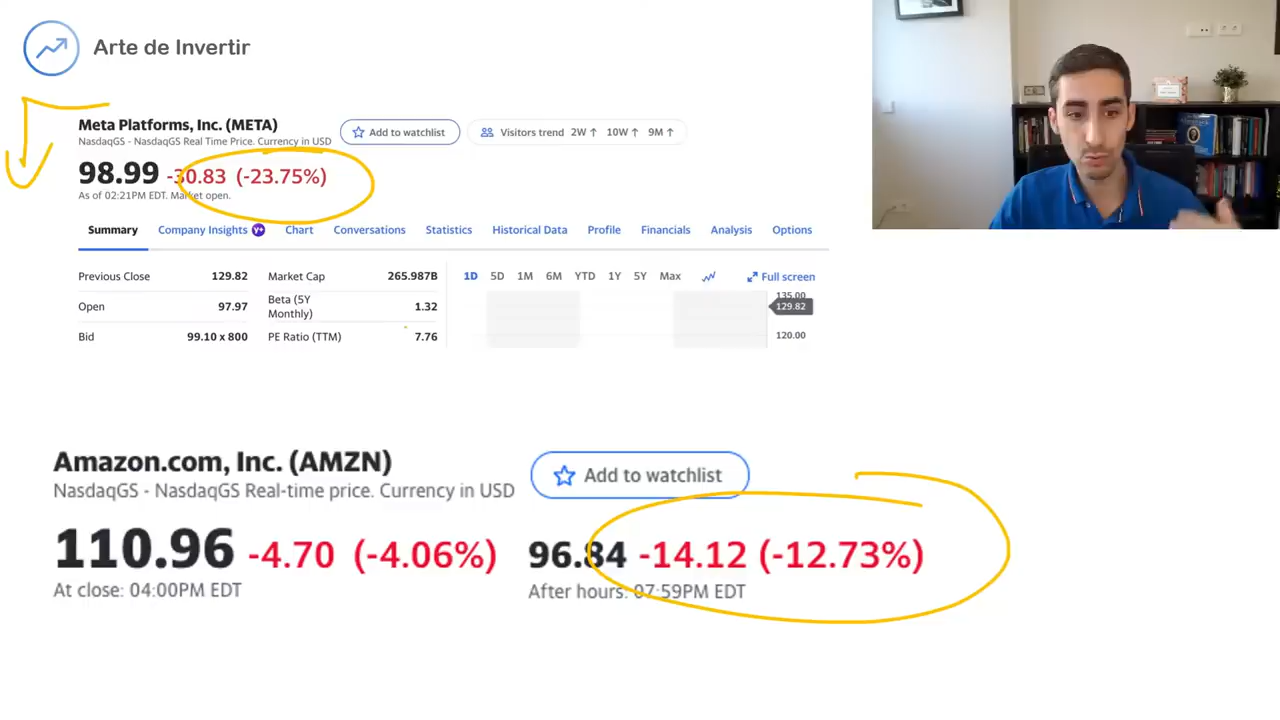 Arte de Invertir
Meta Platforms, Inc. (META)
Add to watchlist
Visitors trend 2W ↑ 10W ↑ 9M ↑
NasdaqGS - NasdaqGS Real Time Price. Currency in USD
98.99 -30.83 (-23.75%)
As of 02:21PM EDT. Market open.
Summary Company Insights Y+ Chart Conversations Statistics Historical Data Profile Financials Analysis Options
Previous Close 129.82 Market Cap 265.987B
1D 5D 1M 6M YTD 1Y 5Y Max Full screen
Open 97.97 Beta (5Y Monthly) 1.32
Bid 99.10 x 800 PE Ratio (TTM) 7.76
135.00
129.82
120.00
Amazon.com, Inc. (AMZN)
Add to watchlist
NasdaqGS - NasdaqGS Real-time price. Currency in USD
110.96 -4.70 (-4.06%) 96.84 -14.12 (-12.73%)
At close: 04:00PM EDT After hours: 07:59PM EDT